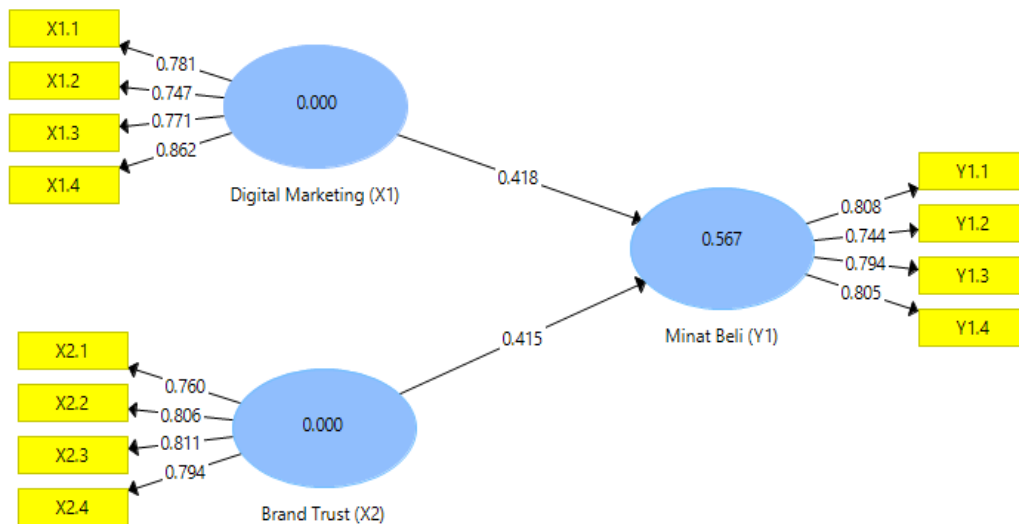 X1.1
X1.2
X1.3
X1.4
0.781
0.747
0.771
0.862
0.000
Digital Marketing (X1)
0.418
X2.1
X2.2
X2.3
X2.4
0.760
0.806
0.811
0.794
0.000
Brand Trust (X2)
0.415
0.567
Minat Beli (Y1)
0.808
0.744
0.794
0.805
Y1.1
Y1.2
Y1.3
Y1.4